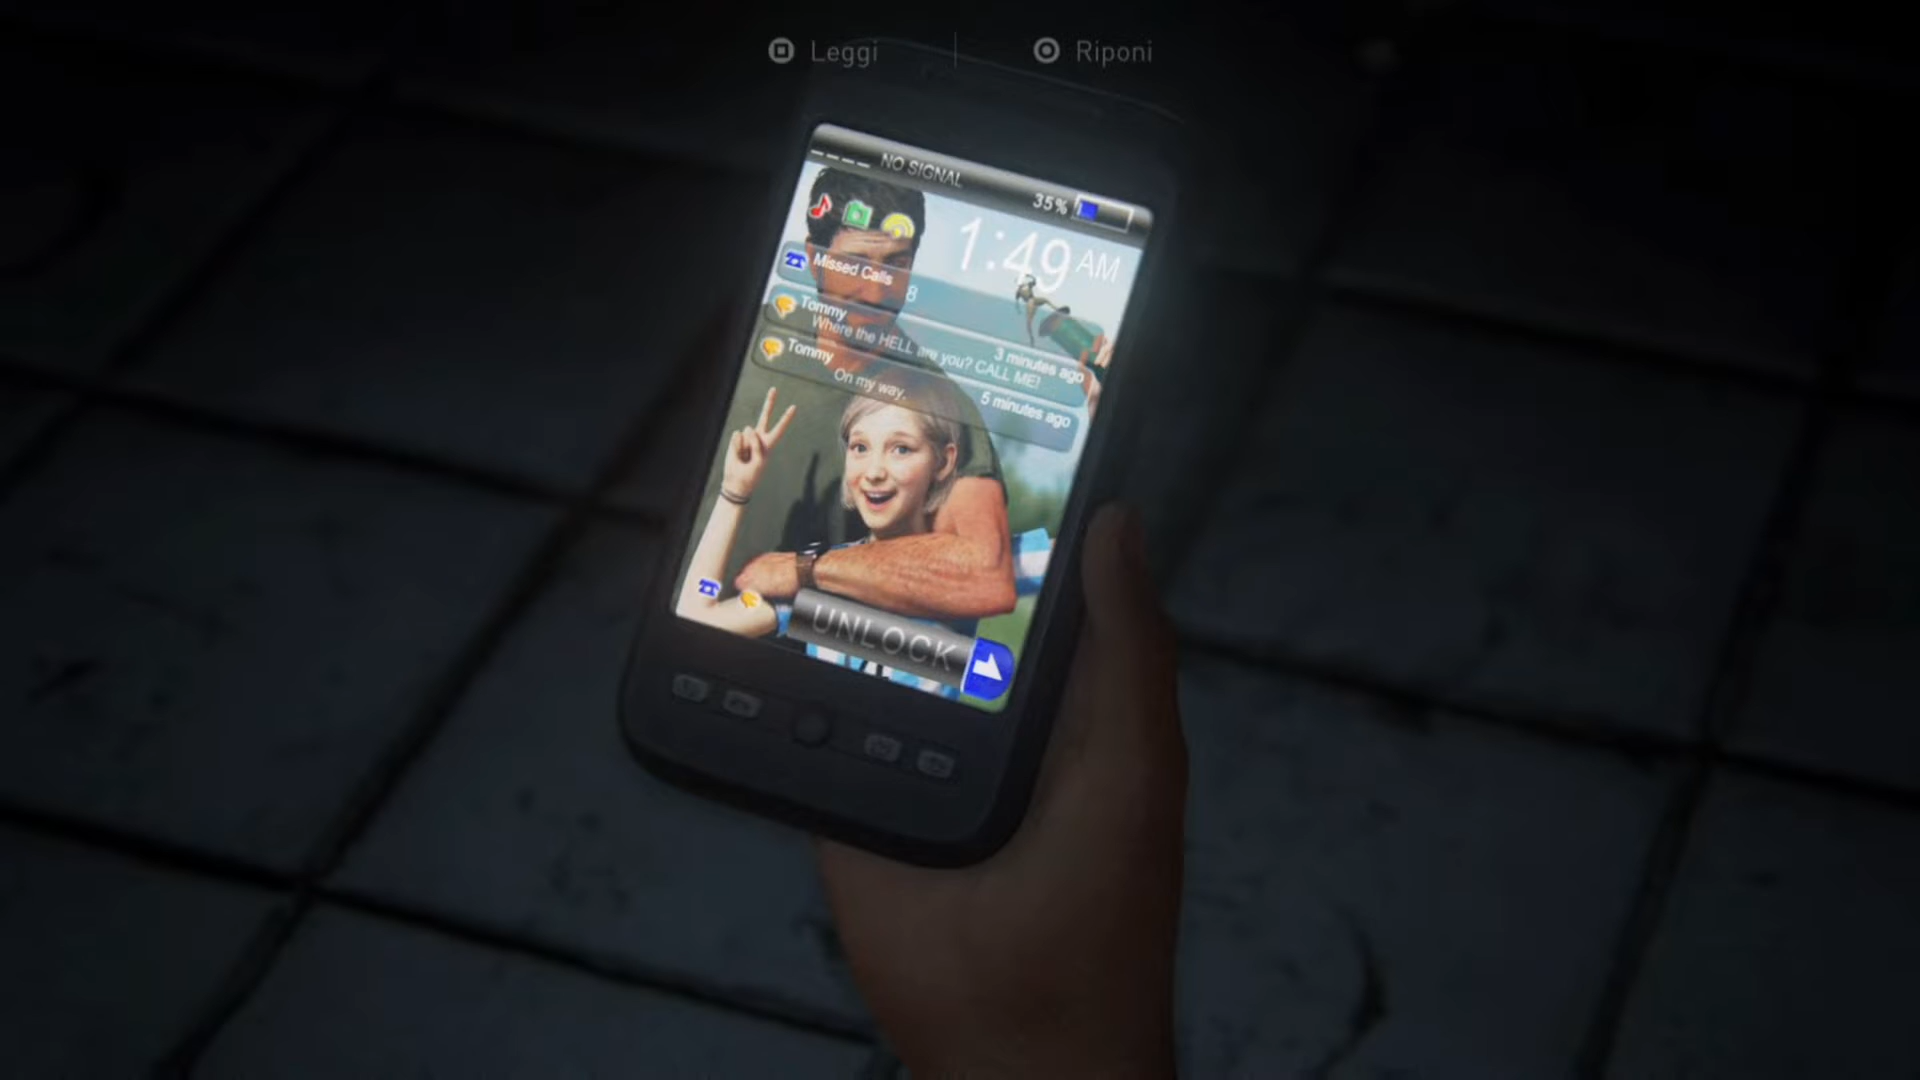 Leggi
Riponi
NO SIGNAL
35%
1:49 AM
Missed Calls
8
Tommy
Where the HELL are you? CALL ME!
3 minutes ago
Tommy
On my way.
5 minutes ago
UNLOCK